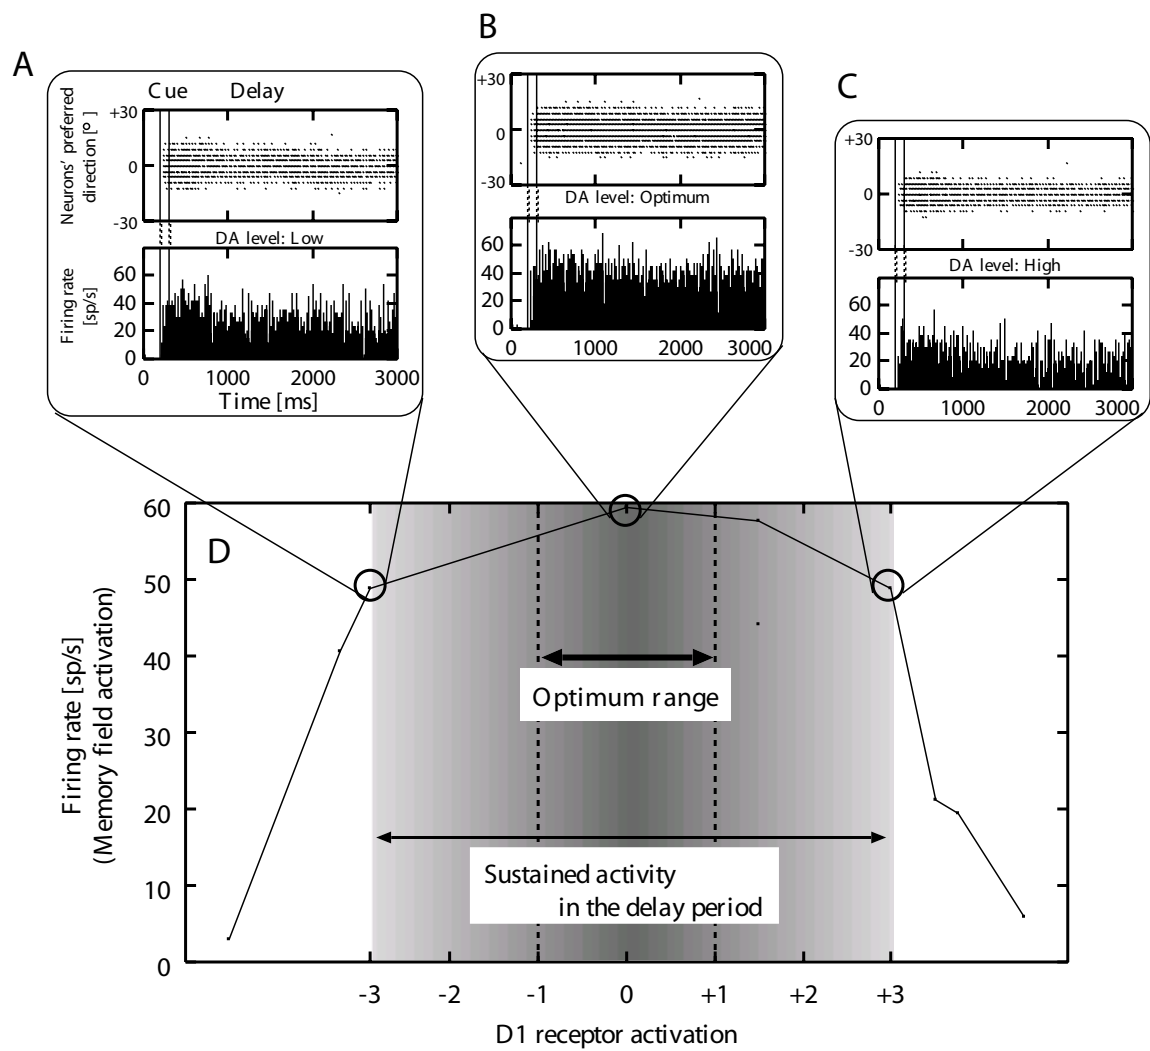 A
Cue Delay
Neurons' preferred
direction [º ]
+30
0
-30
DA level: Low
Firing rate
[sp/s]
60
40
20
0
0 1000 2000 3000
Time [ms]
B
+30
0
-30
DA level: Optimum
60
40
20
0
0 1000 2000 3000
C
+30
0
-30
DA level: High
60
40
20
0
0 1000 2000 3000
D
Firing rate [sp/s]
(Memory field activation)
60
50
40
30
20
10
0
Optimum range
Sustained activity
in the delay period
-3 -2 -1 0 +1 +2 +3
D1 receptor activation